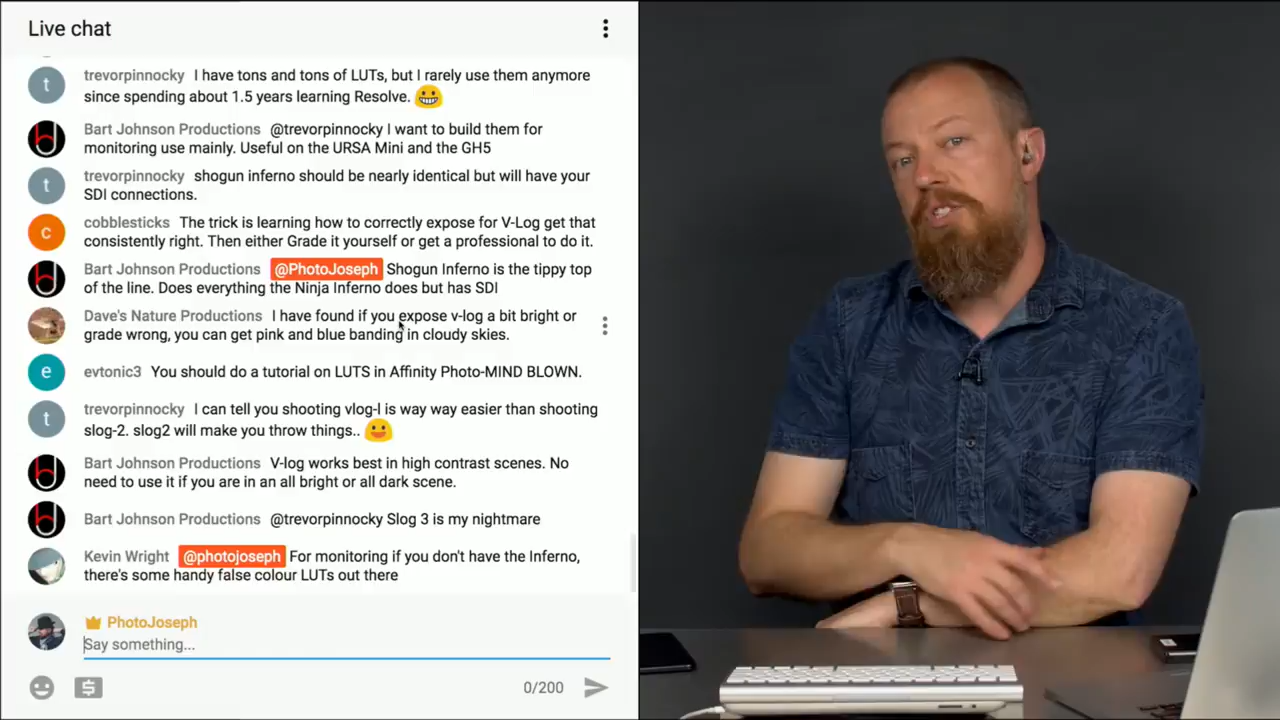 Live chat
t
trevorpinnocky I have tons and tons of LUTs, but I rarely use them anymore
since spending about 1.5 years learning Resolve.
Bart Johnson Productions @trevorpinnocky I want to build them for
monitoring use mainly. Useful on the URSA Mini and the GH5
t
trevorpinnocky shogun inferno should be nearly identical but will have your
SDI connections.
c
cobblesticks The trick is learning how to correctly expose for V-Log get that
consistently right. Then either Grade it yourself or get a professional to do it.
Bart Johnson Productions @PhotoJoseph Shogun Inferno is the tippy top
of the line. Does everything the Ninja Inferno does but has SDI
Dave's Nature Productions I have found if you expose v-log a bit bright or
grade wrong, you can get pink and blue banding in cloudy skies.
e
evtonic3 You should do a tutorial on LUTS in Affinity Photo-MIND BLOWN.
t
trevorpinnocky I can tell you shooting vlog-l is way way easier than shooting
slog-2. slog2 will make you throw things..
Bart Johnson Productions V-log works best in high contrast scenes. No
need to use it if you are in an all bright or all dark scene.
Bart Johnson Productions @trevorpinnocky Slog 3 is my nightmare
Kevin Wright @photojoseph For monitoring if you don't have the Inferno,
there's some handy false colour LUTs out there
PhotoJoseph
Say something...
0/200